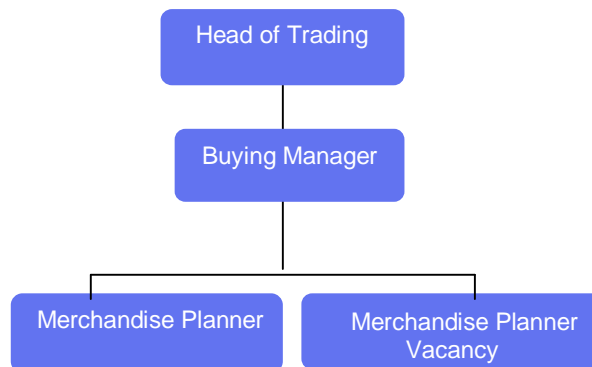 Head of Trading
Buying Manager
Merchandise Planner
Merchandise Planner
Vacancy